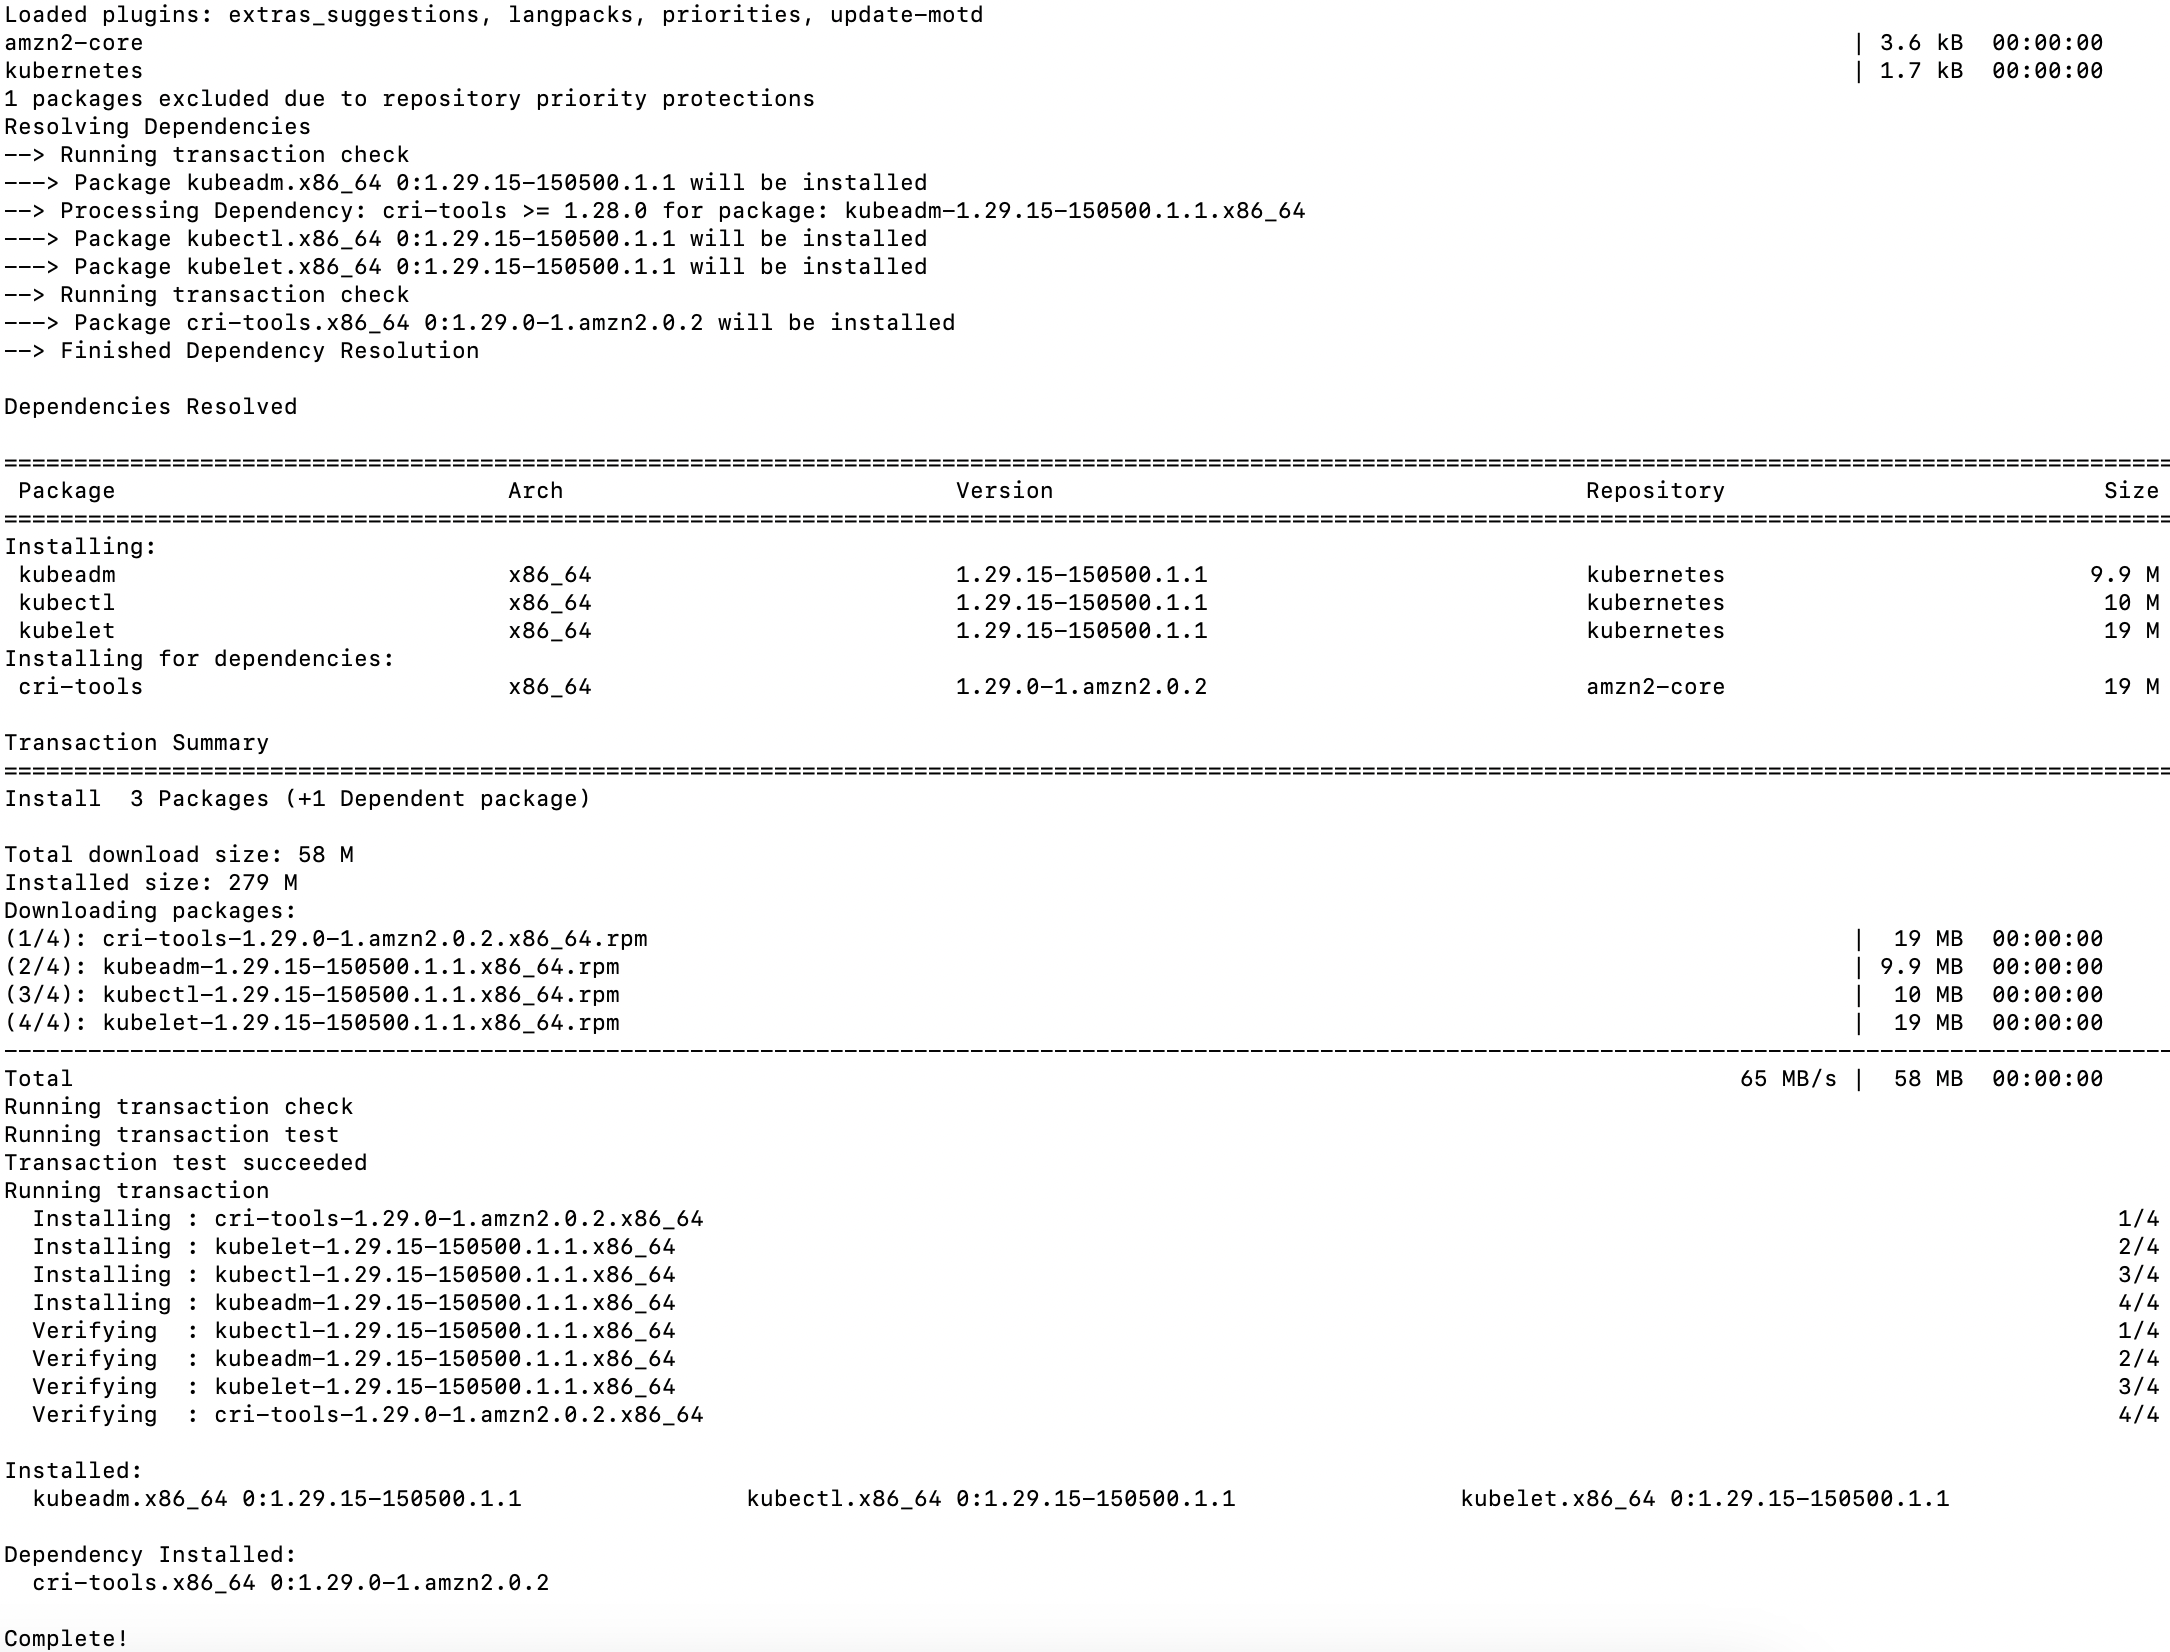 Loaded plugins: extras_suggestions, langpacks, priorities, update-motd
amzn2-core | 3.6 kB 00:00:00
kubernetes | 1.7 kB 00:00:00
1 packages excluded due to repository priority protections
Resolving Dependencies
--> Running transaction check
---> Package kubeadm.x86_64 0:1.29.15-150500.1.1 will be installed
--> Processing Dependency: cri-tools >= 1.28.0 for package: kubeadm-1.29.15-150500.1.1.x86_64
---> Package kubectl.x86_64 0:1.29.15-150500.1.1 will be installed
---> Package kubelet.x86_64 0:1.29.15-150500.1.1 will be installed
--> Running transaction check
---> Package cri-tools.x86_64 0:1.29.0-1.amzn2.0.2 will be installed
--> Finished Dependency Resolution
Dependencies Resolved
Package Arch Version Repository Size
Installing:
kubeadm x86_64 1.29.15-150500.1.1 kubernetes 9.9 M
kubectl x86_64 1.29.15-150500.1.1 kubernetes 10 M
kubelet x86_64 1.29.15-150500.1.1 kubernetes 19 M
Installing for dependencies:
cri-tools x86_64 1.29.0-1.amzn2.0.2 amzn2-core 19 M
Transaction Summary
Install 3 Packages (+1 Dependent package)
Total download size: 58 M
Installed size: 279 M
Downloading packages:
(1/4): cri-tools-1.29.0-1.amzn2.0.2.x86_64.rpm | 19 MB 00:00:00
(2/4): kubeadm-1.29.15-150500.1.1.x86_64.rpm | 9.9 MB 00:00:00
(3/4): kubectl-1.29.15-150500.1.1.x86_64.rpm | 10 MB 00:00:00
(4/4): kubelet-1.29.15-150500.1.1.x86_64.rpm | 19 MB 00:00:00
Total 65 MB/s | 58 MB 00:00:00
Running transaction check
Running transaction test
Transaction test succeeded
Running transaction
Installing : cri-tools-1.29.0-1.amzn2.0.2.x86_64 1/4
Installing : kubelet-1.29.15-150500.1.1.x86_64 2/4
Installing : kubectl-1.29.15-150500.1.1.x86_64 3/4
Installing : kubeadm-1.29.15-150500.1.1.x86_64 4/4
Verifying : kubectl-1.29.15-150500.1.1.x86_64 1/4
Verifying : kubeadm-1.29.15-150500.1.1.x86_64 2/4
Verifying : kubelet-1.29.15-150500.1.1.x86_64 3/4
Verifying : cri-tools-1.29.0-1.amzn2.0.2.x86_64 4/4
Installed:
kubeadm.x86_64 0:1.29.15-150500.1.1 kubectl.x86_64 0:1.29.15-150500.1.1 kubelet.x86_64 0:1.29.15-150500.1.1
Dependency Installed:
cri-tools.x86_64 0:1.29.0-1.amzn2.0.2
Complete!